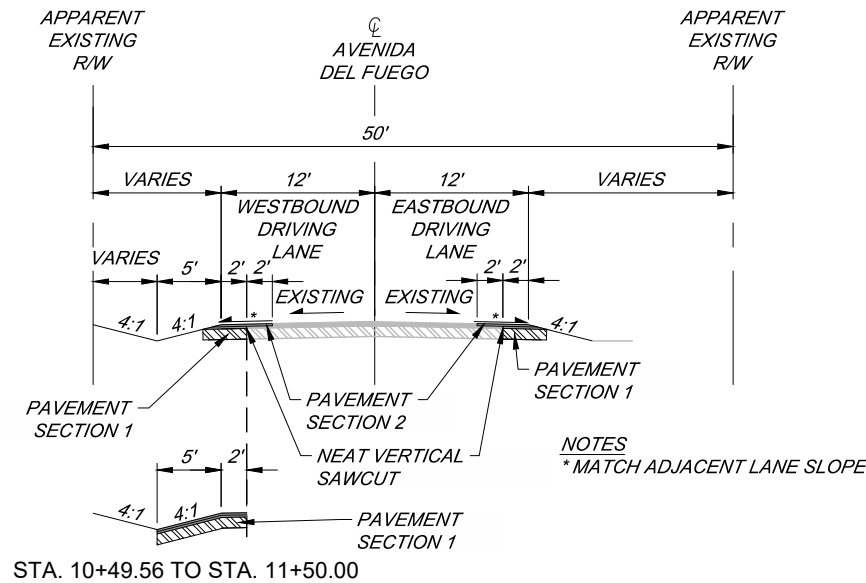 APPARENT
EXISTING
R/W
℄
AVENIDA
DEL FUEGO
APPARENT
EXISTING
R/W
50'
VARIES
12'
12'
VARIES
WESTBOUND
DRIVING
LANE
EASTBOUND
DRIVING
LANE
VARIES
5'
2'
2'
2'
2'
*
EXISTING
EXISTING
*
4:1
4:1
4:1
PAVEMENT
SECTION 1
PAVEMENT
SECTION 2
PAVEMENT
SECTION 1
NEAT VERTICAL
SAWCUT
NOTES
* MATCH ADJACENT LANE SLOPE
5'
2'
4:1
4:1
PAVEMENT
SECTION 1
STA. 10+49.56 TO STA. 11+50.00